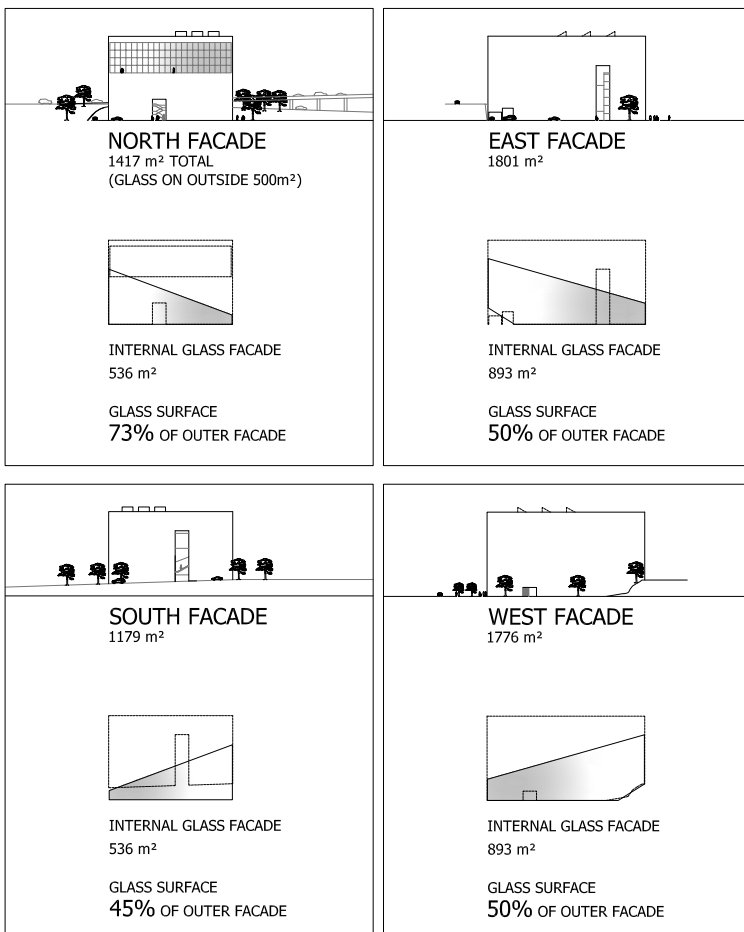 NORTH FACADE
1417 m² TOTAL
(GLASS ON OUTSIDE 500m²)
INTERNAL GLASS FACADE
536 m²
GLASS SURFACE
73% OF OUTER FACADE
EAST FACADE
1801 m²
INTERNAL GLASS FACADE
893 m²
GLASS SURFACE
50% OF OUTER FACADE
SOUTH FACADE
1179 m²
INTERNAL GLASS FACADE
536 m²
GLASS SURFACE
45% OF OUTER FACADE
WEST FACADE
1776 m²
INTERNAL GLASS FACADE
893 m²
GLASS SURFACE
50% OF OUTER FACADE